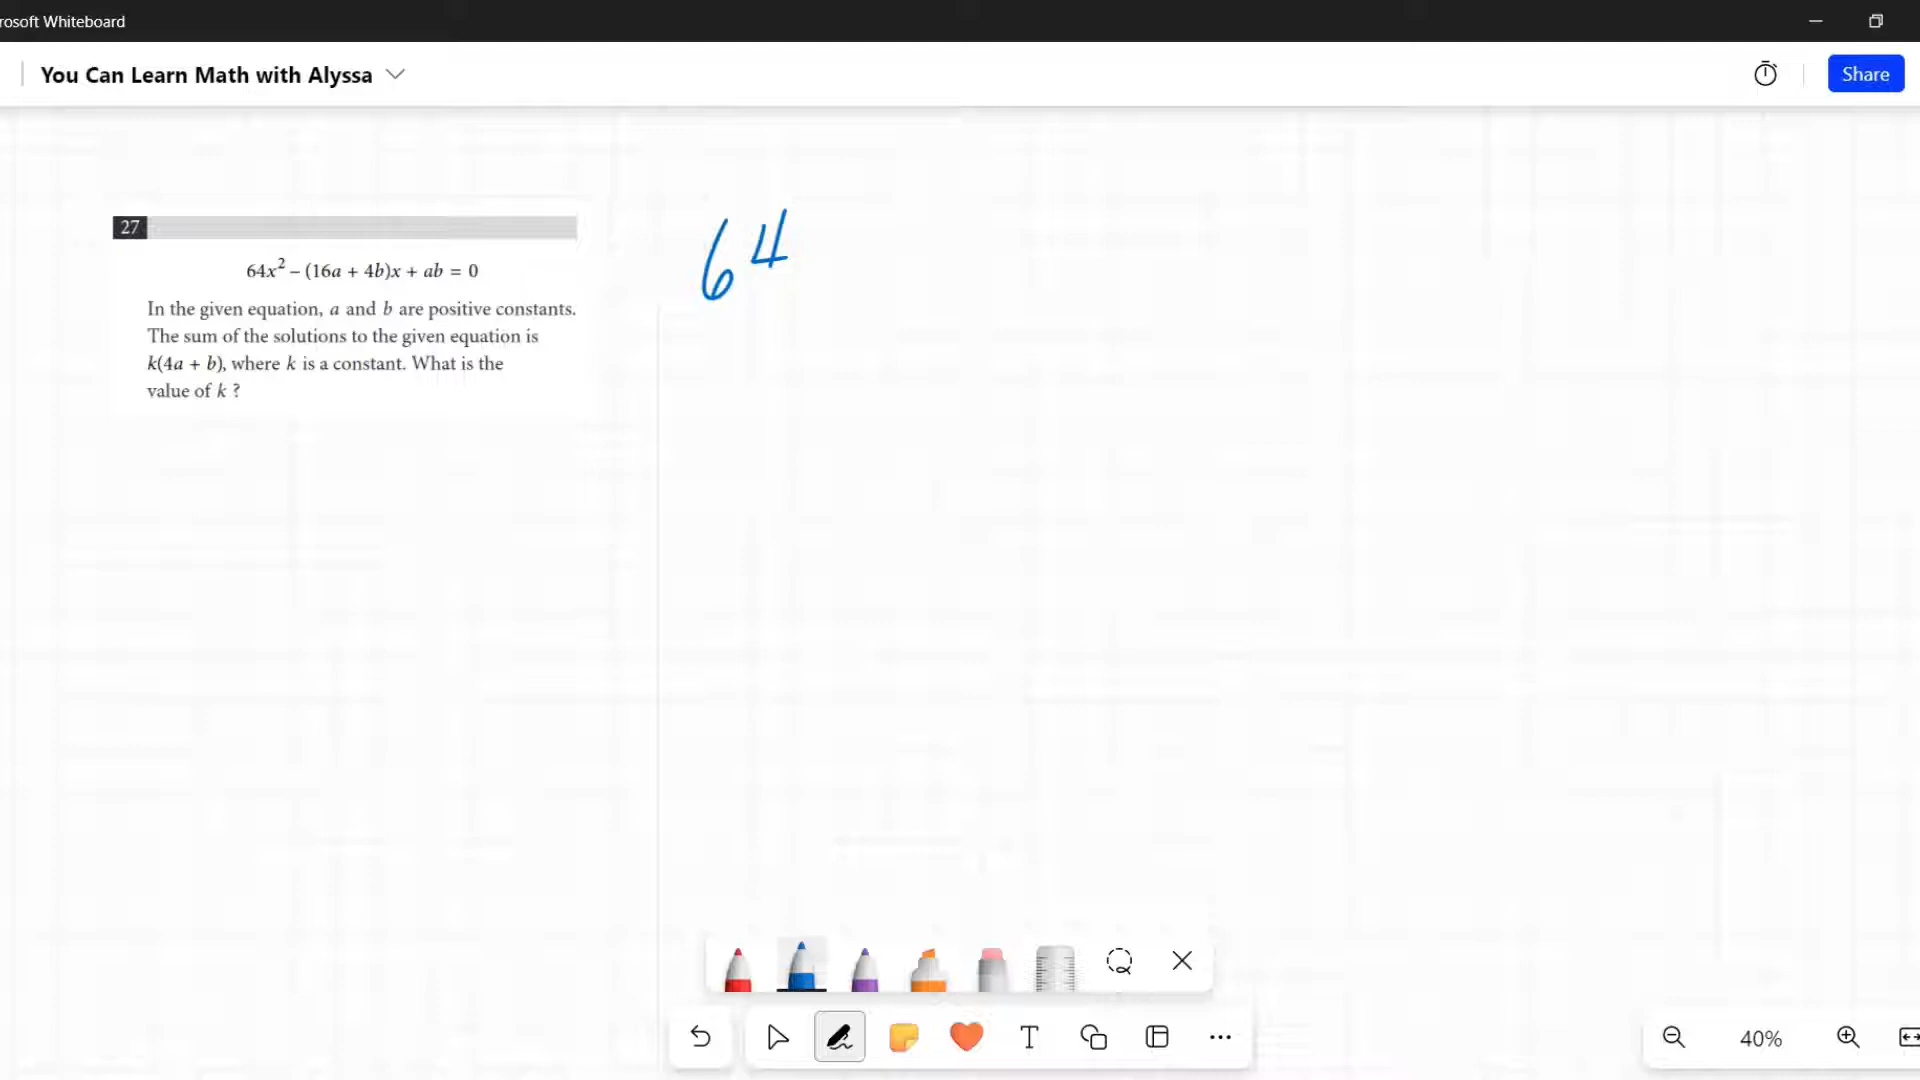 rosoft Whiteboard
You Can Learn Math with Alyssa
Share
27
64x² – (16a + 4b)x + ab = 0
In the given equation, a and b are positive constants.
The sum of the solutions to the given equation is
k(4a + b), where k is a constant. What is the
value of k ?
64
40%